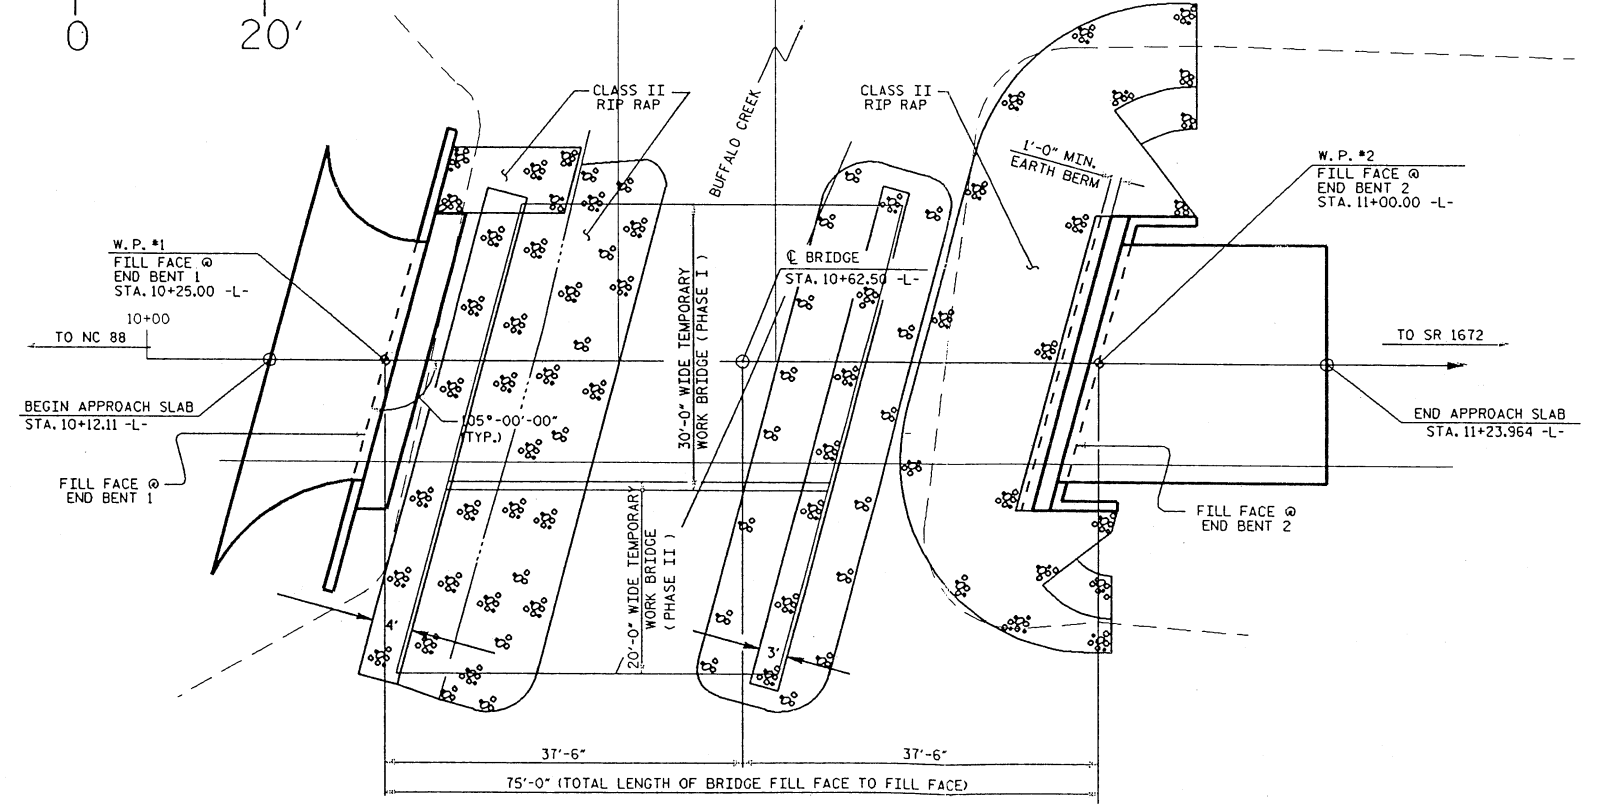 0 20'
CLASS II
RIP RAP
BUFFALO CREEK
CLASS II
RIP RAP
1'-0" MIN.
EARTH BERM
W.P. #2
FILL FACE @
END BENT 2
STA. 11+00.00 -L-
W.P. #1
FILL FACE @
END BENT 1
STA. 10+25.00 -L-
10+00
TO NC 88
℄ BRIDGE
STA. 10+62.50 -L-
30'-0" WIDE TEMPORARY
WORK BRIDGE (PHASE I)
TO SR 1672
BEGIN APPROACH SLAB
STA. 10+12.11 -L-
105°-00'-00"
(TYP.)
END APPROACH SLAB
STA. 11+23.964 -L-
FILL FACE @
END BENT 1
FILL FACE @
END BENT 2
20'-0" WIDE TEMPORARY
WORK BRIDGE
(PHASE II)
4'
3'
37'-6" 37'-6"
75'-0" (TOTAL LENGTH OF BRIDGE FILL FACE TO FILL FACE)